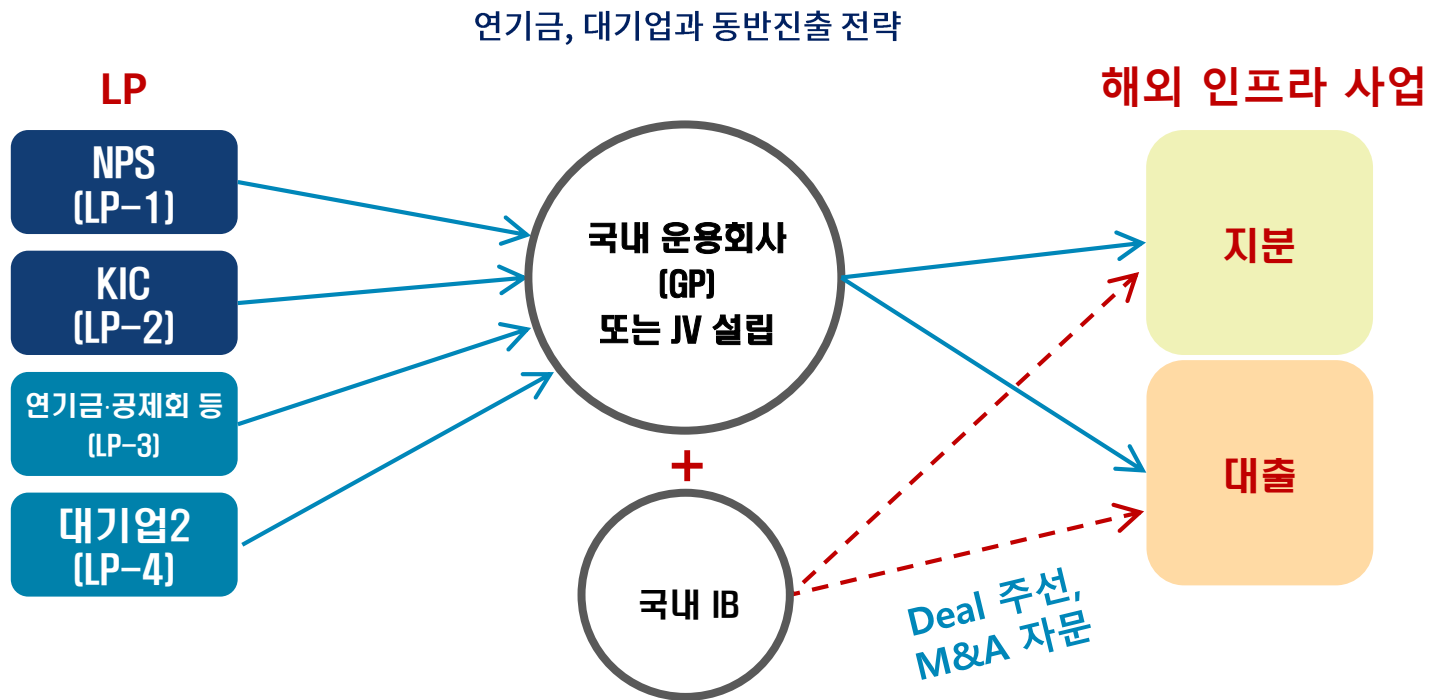 연기금, 대기업과 동반진출 전략
LP
해외 인프라 사업
NPS
(LP-1)
KIC
(LP-2)
연기금·공제회 등
(LP-3)
대기업2
(LP-4)
국내 운용회사
(GP)
또는 JV 설립
+
국내 IB
지분
대출
Deal 주선,
M&A 자문